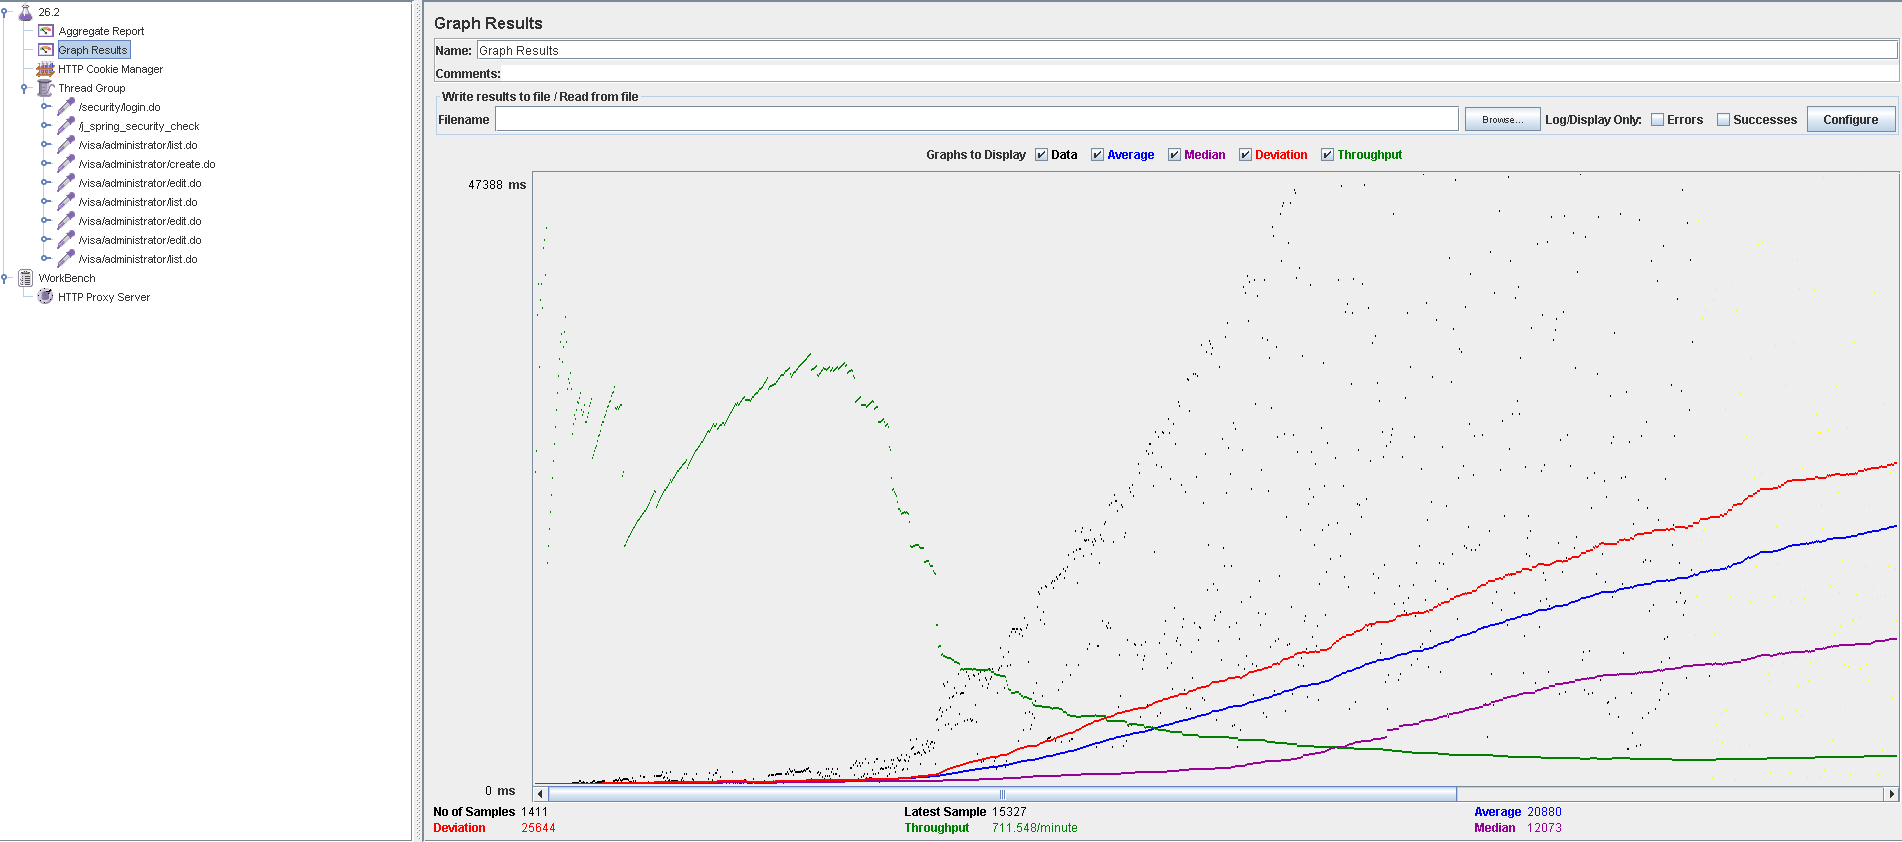 26.2
Aggregate Report
Graph Results
HTTP Cookie Manager
Thread Group
/security/login.do
/j_spring_security_check
/visa/administrator/list.do
/visa/administrator/create.do
/visa/administrator/edit.do
/visa/administrator/list.do
/visa/administrator/edit.do
/visa/administrator/edit.do
/visa/administrator/list.do
WorkBench
HTTP Proxy Server
Graph Results
Name: Graph Results
Comments:
Write results to file / Read from file
Filename Browse... Log/Display Only: Errors Successes Configure
Graphs to Display Data Average Median Deviation Throughput
47388 ms
0 ms
No of Samples 1411 Latest Sample 15327 Average 20880
Deviation 25644 Throughput 711.548/minute Median 12073